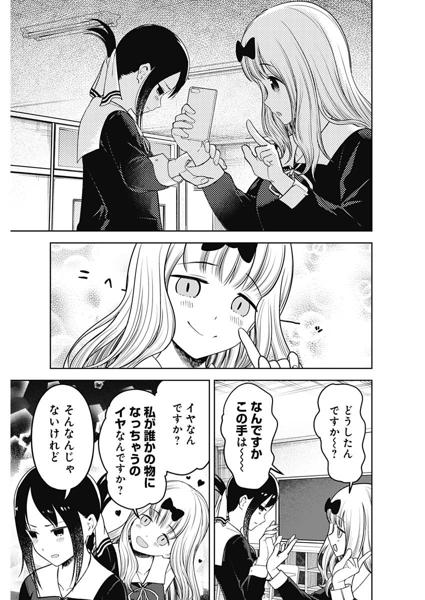 どうしたん
ですか〜?
なんですか
この手は〜〜
イヤなん
ですか?
私が誰かの物に
なっちゃうの
イヤなんですか?
そんなんじゃ
ないけれど